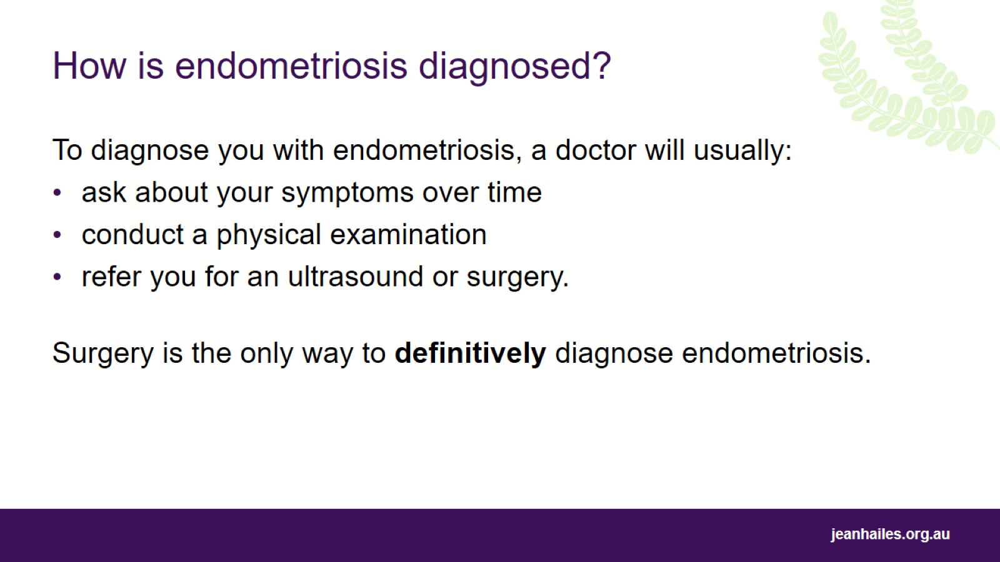 How is endometriosis diagnosed?
To diagnose you with endometriosis, a doctor will usually:
• ask about your symptoms over time
• conduct a physical examination
• refer you for an ultrasound or surgery.
Surgery is the only way to definitively diagnose endometriosis.
jeanhailes.org.au